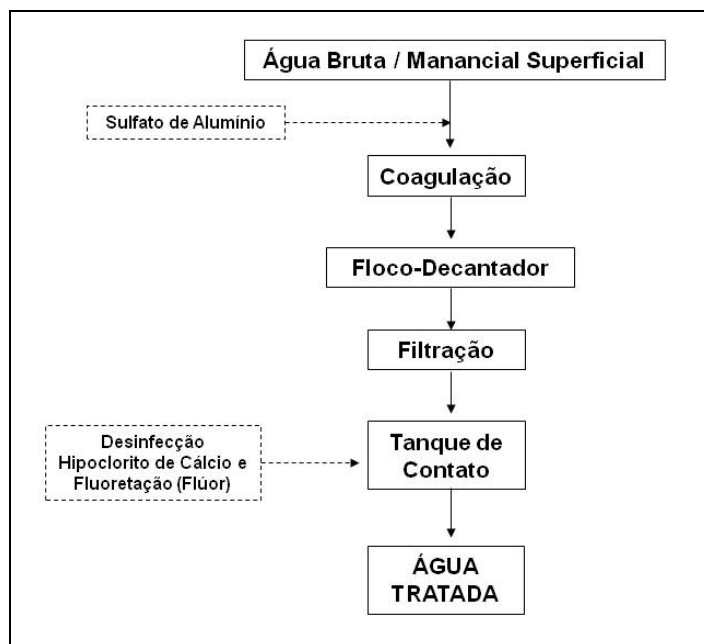 Água Bruta / Manancial Superficial
Sulfato de Alumínio
Coagulação
Floco-Decantador
Filtração
Desinfecção
Hipoclorito de Cálcio e
Fluoretação (Flúor)
Tanque de
Contato
ÁGUA
TRATADA